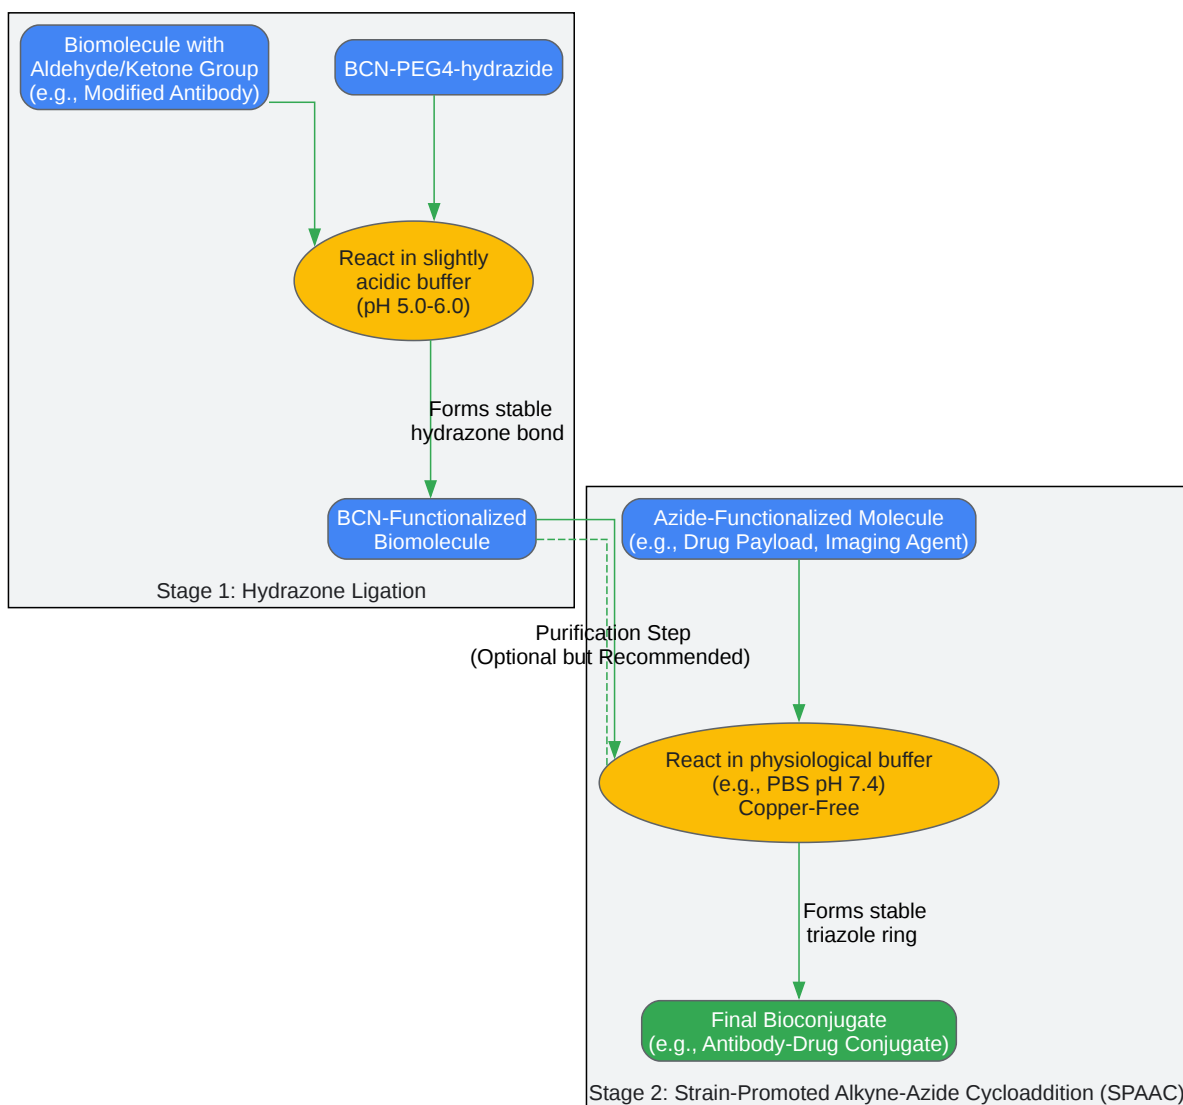 Biomolecule with
Aldehyde/Ketone Group
(e.g., Modified Antibody)
BCN-PEG4-hydrazide
React in slightly
acidic buffer
(pH 5.0-6.0)
Forms stable
hydrazone bond
BCN-Functionalized
Biomolecule
Stage 1: Hydrazone Ligation
Azide-Functionalized Molecule
(e.g., Drug Payload, Imaging Agent)
Purification Step
(Optional but Recommended)
React in physiological buffer
(e.g., PBS pH 7.4)
Copper-Free
Forms stable
triazole ring
Final Bioconjugate
(e.g., Antibody-Drug Conjugate)
Stage 2: Strain-Promoted Alkyne-Azide Cycloaddition (SPAAC)